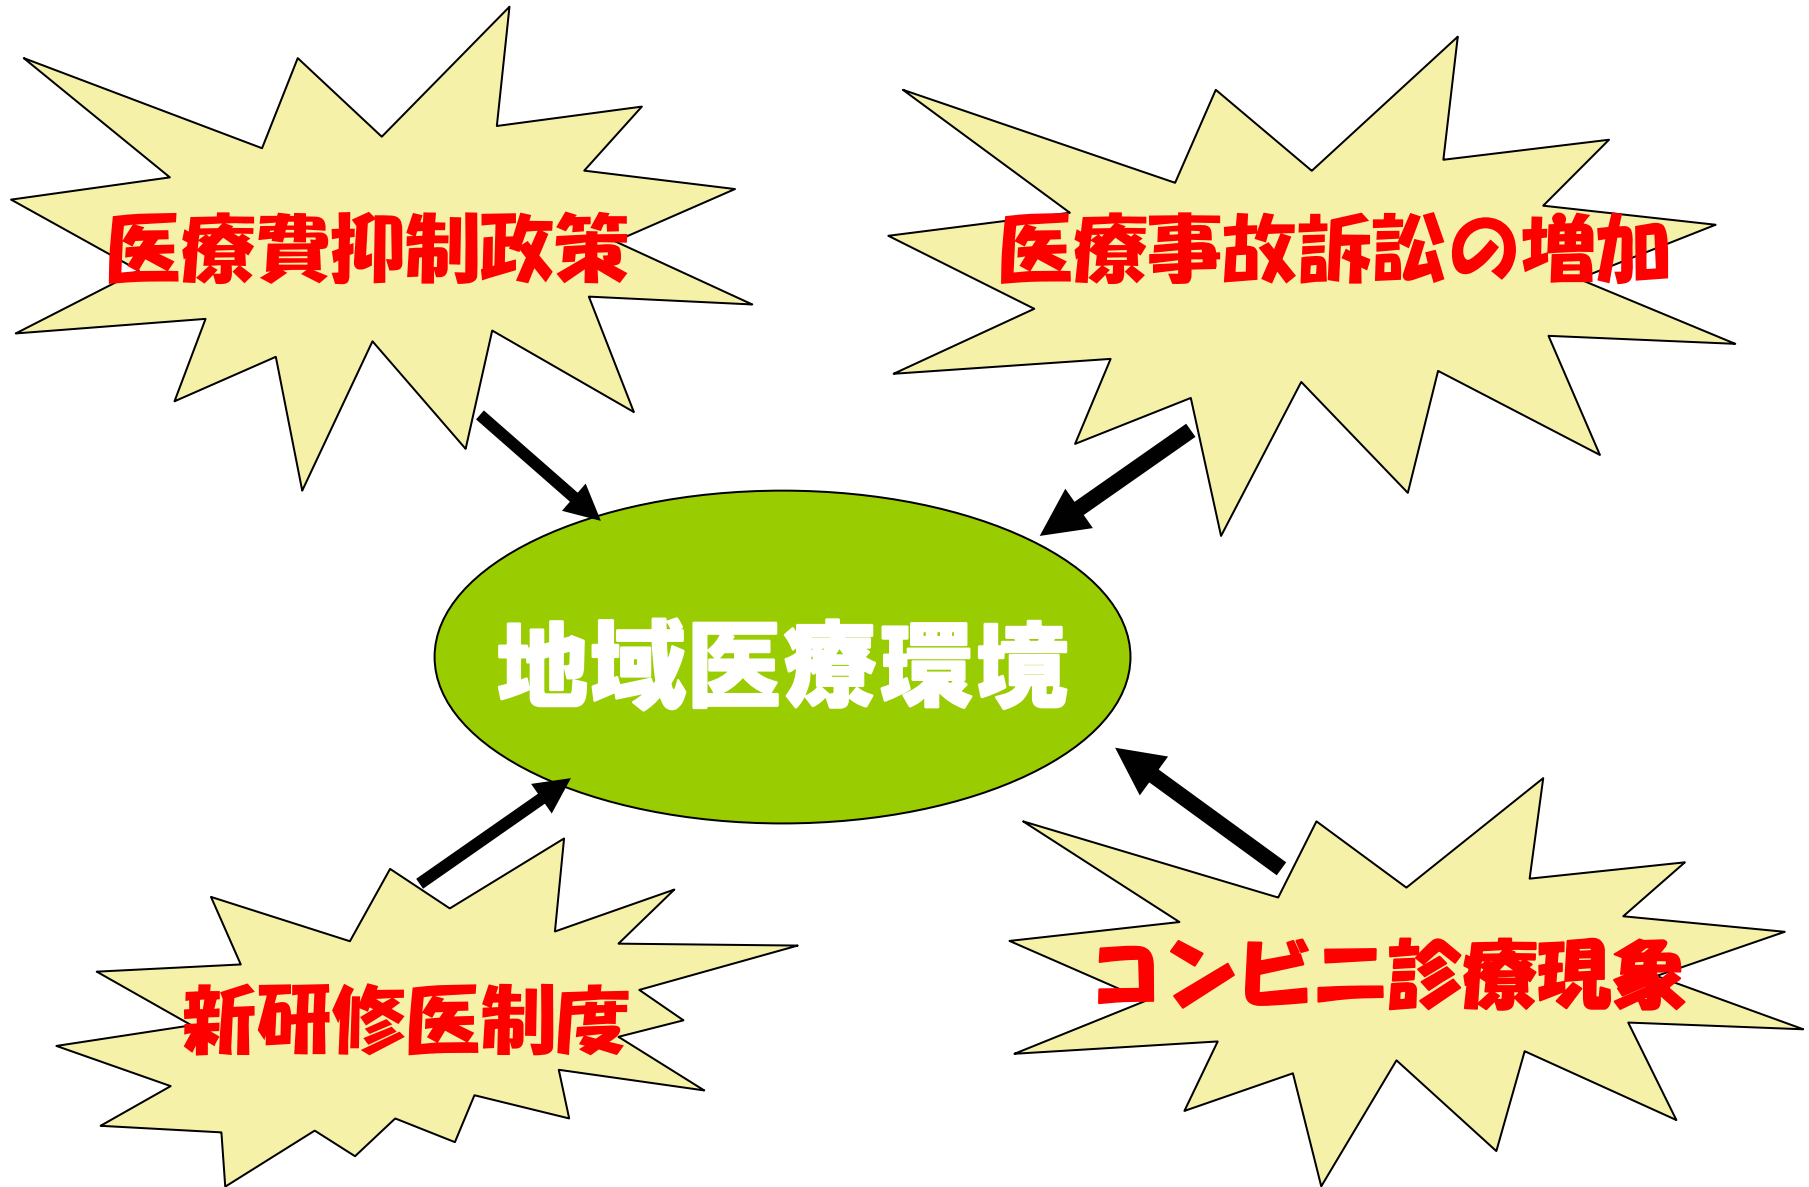 医療費抑制政策
医療事故訴訟の増加
地域医療環境
新研修医制度
コンビニ診療現象